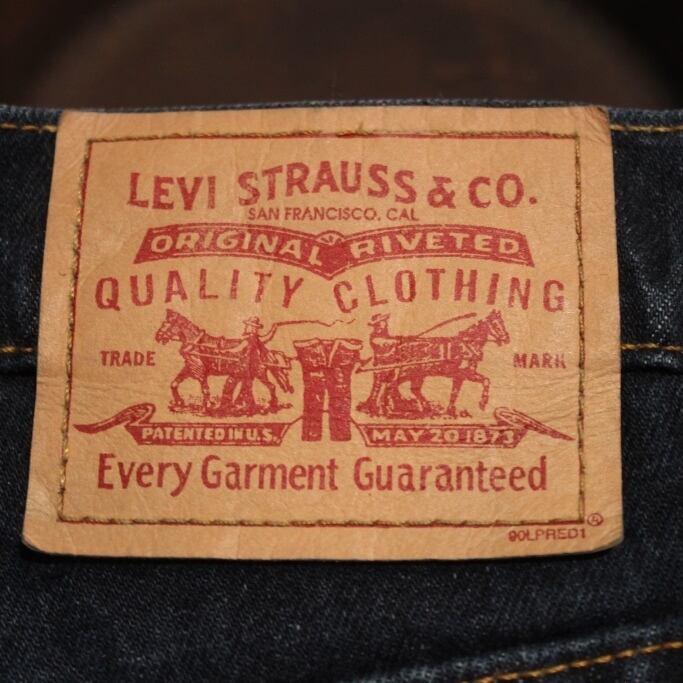 LEVI STRAUSS & CO.
SAN FRANCISCO, CAL
ORIGINAL RIVETED
QUALITY CLOTHING
TRADE MARK
PATENTED IN U.S. MAY 20 1873
Every Garment Guaranteed
90LPRED1 ®